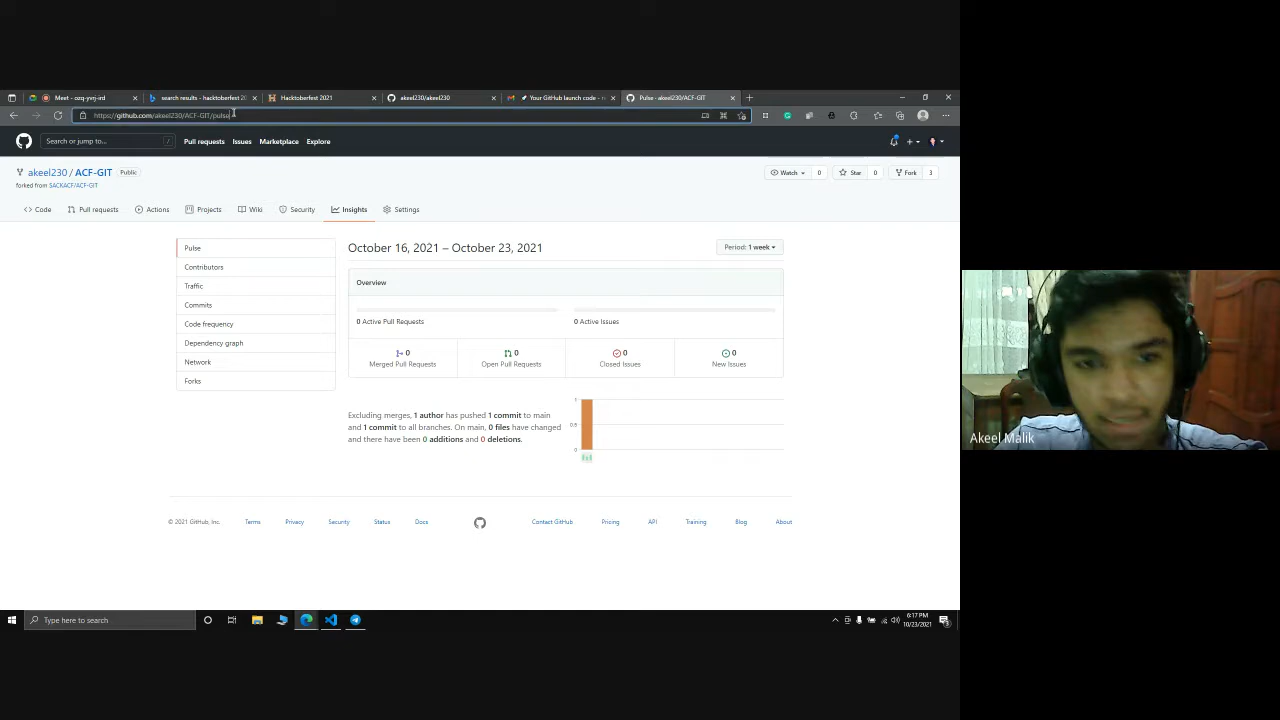 Meet - ozq-yvrj-ird
search results - hacktoberfest 20
Hacktoberfest 2021
akeel230/akeel230
Your GitHub launch code - 
Pulse - akeel230/ACF-GIT
https://github.com/akeel230/ACF-GIT/pulse
Search or jump to...
/
Pull requests
Issues
Marketplace
Explore
akeel230 / ACF-GIT
Public
forked from SACKACF/ACF-GIT
Watch
0
Star
0
Fork
3
Code
Pull requests
Actions
Projects
Wiki
Security
Insights
Settings
Pulse
Contributors
Traffic
Commits
Code frequency
Dependency graph
Network
Forks
October 16, 2021 – October 23, 2021
Period: 1 week
Overview
0 Active Pull Requests
0 Active Issues
0
Merged Pull Requests
0
Open Pull Requests
0
Closed Issues
0
New Issues
Excluding merges, 1 author has pushed 1 commit to main
and 1 commit to all branches. On main, 0 files have changed
and there have been 0 additions and 0 deletions.
1
0.5
0
© 2021 GitHub, Inc.
Terms
Privacy
Security
Status
Docs
Contact GitHub
Pricing
API
Training
Blog
About
Type here to search
6:17 PM
10/23/2021
Akeel Malik